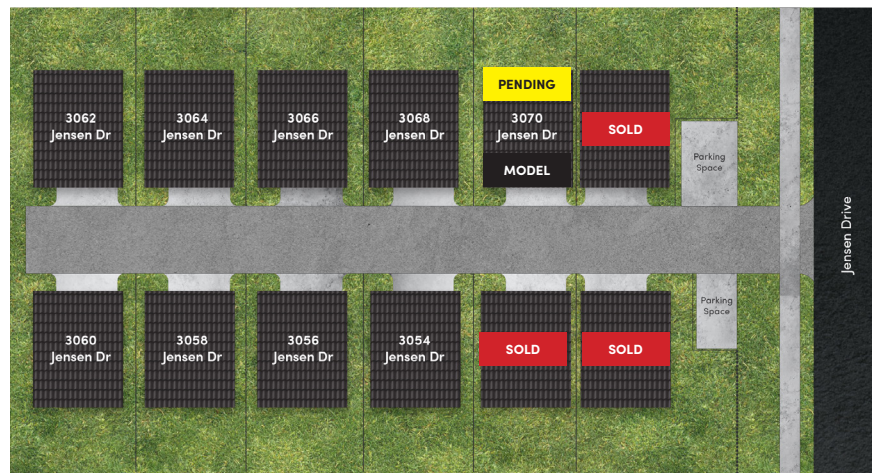 PENDING
3062
Jensen Dr
3064
Jensen Dr
3066
Jensen Dr
3068
Jensen Dr
3070
Jensen Dr
SOLD
MODEL
Parking
Space
Jensen Drive
3060
Jensen Dr
3058
Jensen Dr
3056
Jensen Dr
3054
Jensen Dr
SOLD
SOLD
Parking
Space